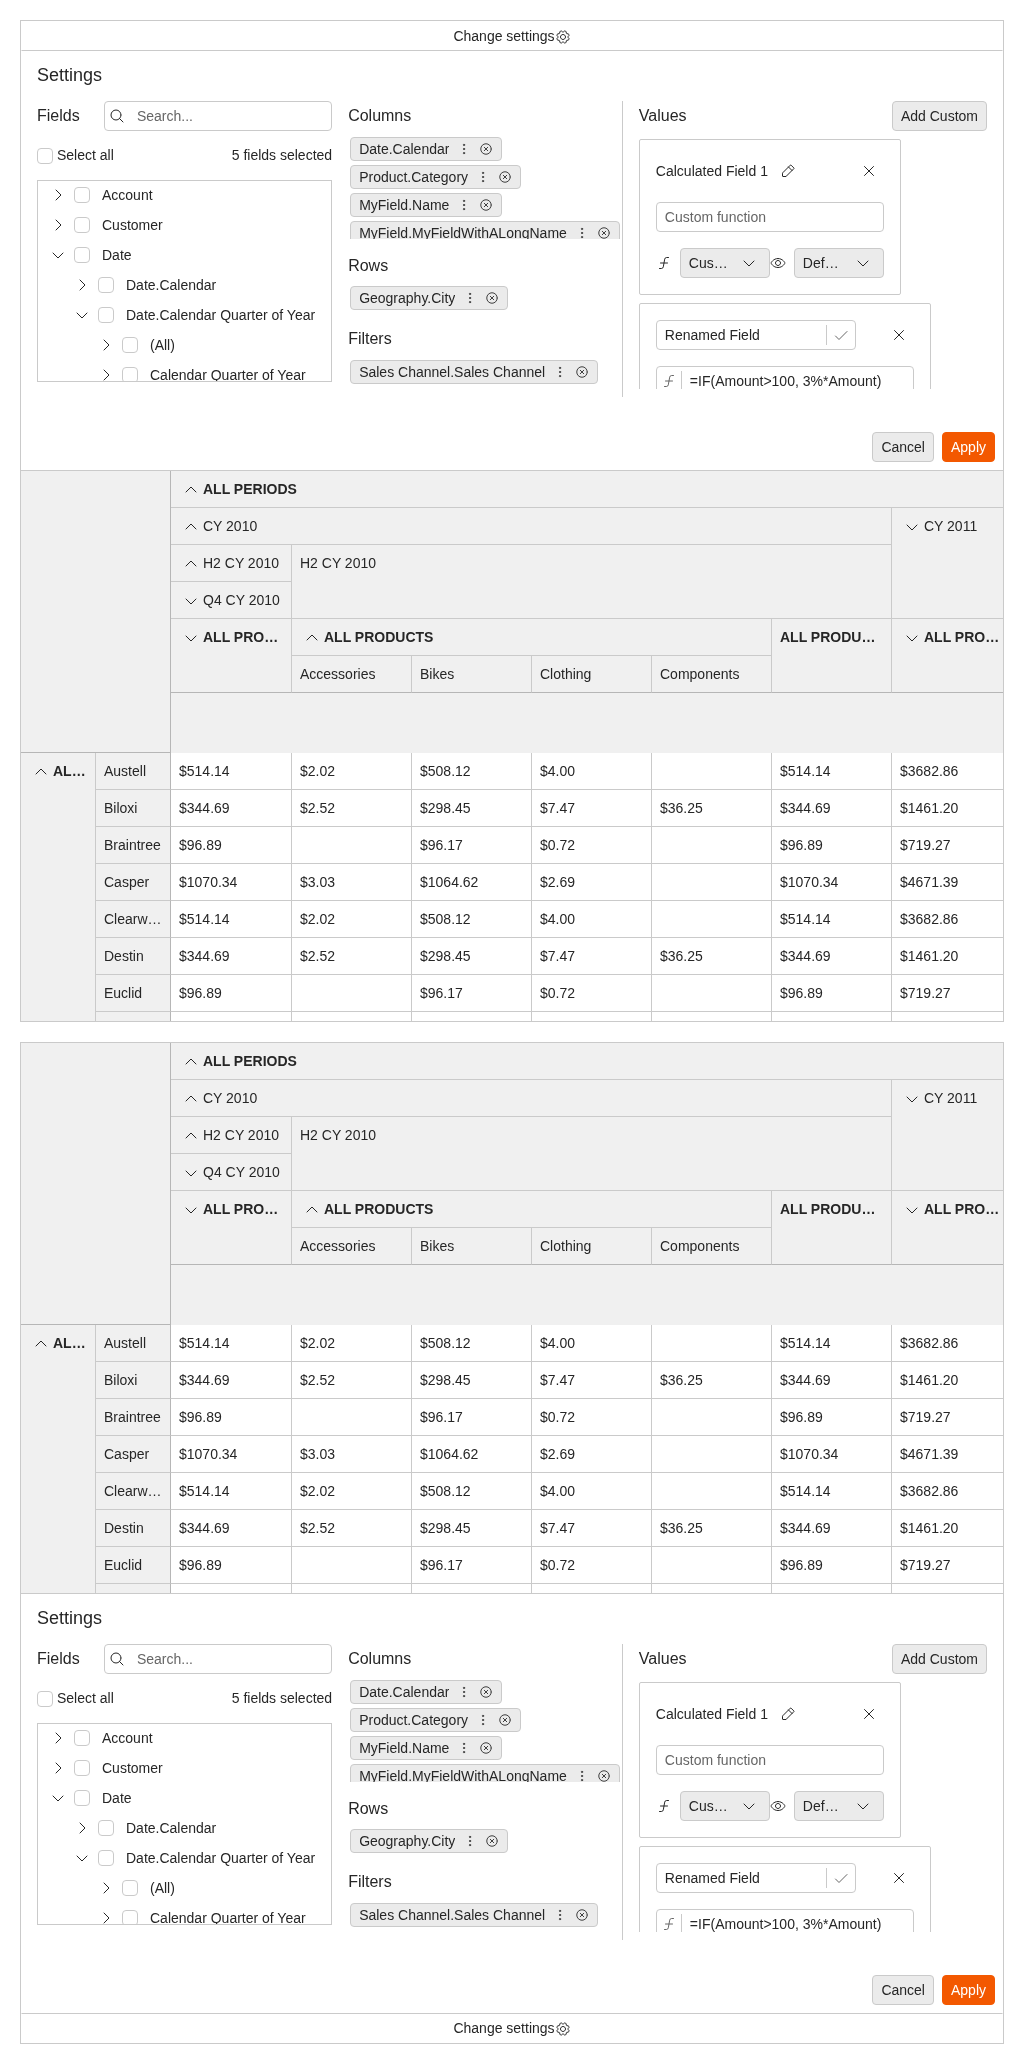 Change settings
Settings
Fields
Search...
Select all
5 fields selected
Account
Customer
Date
Date.Calendar
Date.Calendar Quarter of Year
(All)
Calendar Quarter of Year
Columns
Date.Calendar
Product.Category
MyField.Name
MyField.MyFieldWithALongName
Rows
Geography.City
Filters
Sales Channel.Sales Channel
Values
Add Custom
Calculated Field 1
Custom function
Cus… Def…
Renamed Field
=IF(Amount>100, 3%*Amount)
Cancel Apply
ALL PERIODS
CY 2010 CY 2011
H2 CY 2010 H2 CY 2010
Q4 CY 2010
ALL PRO… ALL PRODUCTS ALL PRODU… ALL PRO…
Accessories Bikes Clothing Components
AL… Austell $514.14 $2.02 $508.12 $4.00 $514.14 $3682.86
Biloxi $344.69 $2.52 $298.45 $7.47 $36.25 $344.69 $1461.20
Braintree $96.89 $96.17 $0.72 $96.89 $719.27
Casper $1070.34 $3.03 $1064.62 $2.69 $1070.34 $4671.39
Clearw… $514.14 $2.02 $508.12 $4.00 $514.14 $3682.86
Destin $344.69 $2.52 $298.45 $7.47 $36.25 $344.69 $1461.20
Euclid $96.89 $96.17 $0.72 $96.89 $719.27
ALL PERIODS
CY 2010 CY 2011
H2 CY 2010 H2 CY 2010
Q4 CY 2010
ALL PRO… ALL PRODUCTS ALL PRODU… ALL PRO…
Accessories Bikes Clothing Components
AL… Austell $514.14 $2.02 $508.12 $4.00 $514.14 $3682.86
Biloxi $344.69 $2.52 $298.45 $7.47 $36.25 $344.69 $1461.20
Braintree $96.89 $96.17 $0.72 $96.89 $719.27
Casper $1070.34 $3.03 $1064.62 $2.69 $1070.34 $4671.39
Clearw… $514.14 $2.02 $508.12 $4.00 $514.14 $3682.86
Destin $344.69 $2.52 $298.45 $7.47 $36.25 $344.69 $1461.20
Euclid $96.89 $96.17 $0.72 $96.89 $719.27
Settings
Fields
Search...
Select all
5 fields selected
Account
Customer
Date
Date.Calendar
Date.Calendar Quarter of Year
(All)
Calendar Quarter of Year
Columns
Date.Calendar
Product.Category
MyField.Name
MyField.MyFieldWithALongName
Rows
Geography.City
Filters
Sales Channel.Sales Channel
Values
Add Custom
Calculated Field 1
Custom function
Cus… Def…
Renamed Field
=IF(Amount>100, 3%*Amount)
Cancel Apply
Change settings